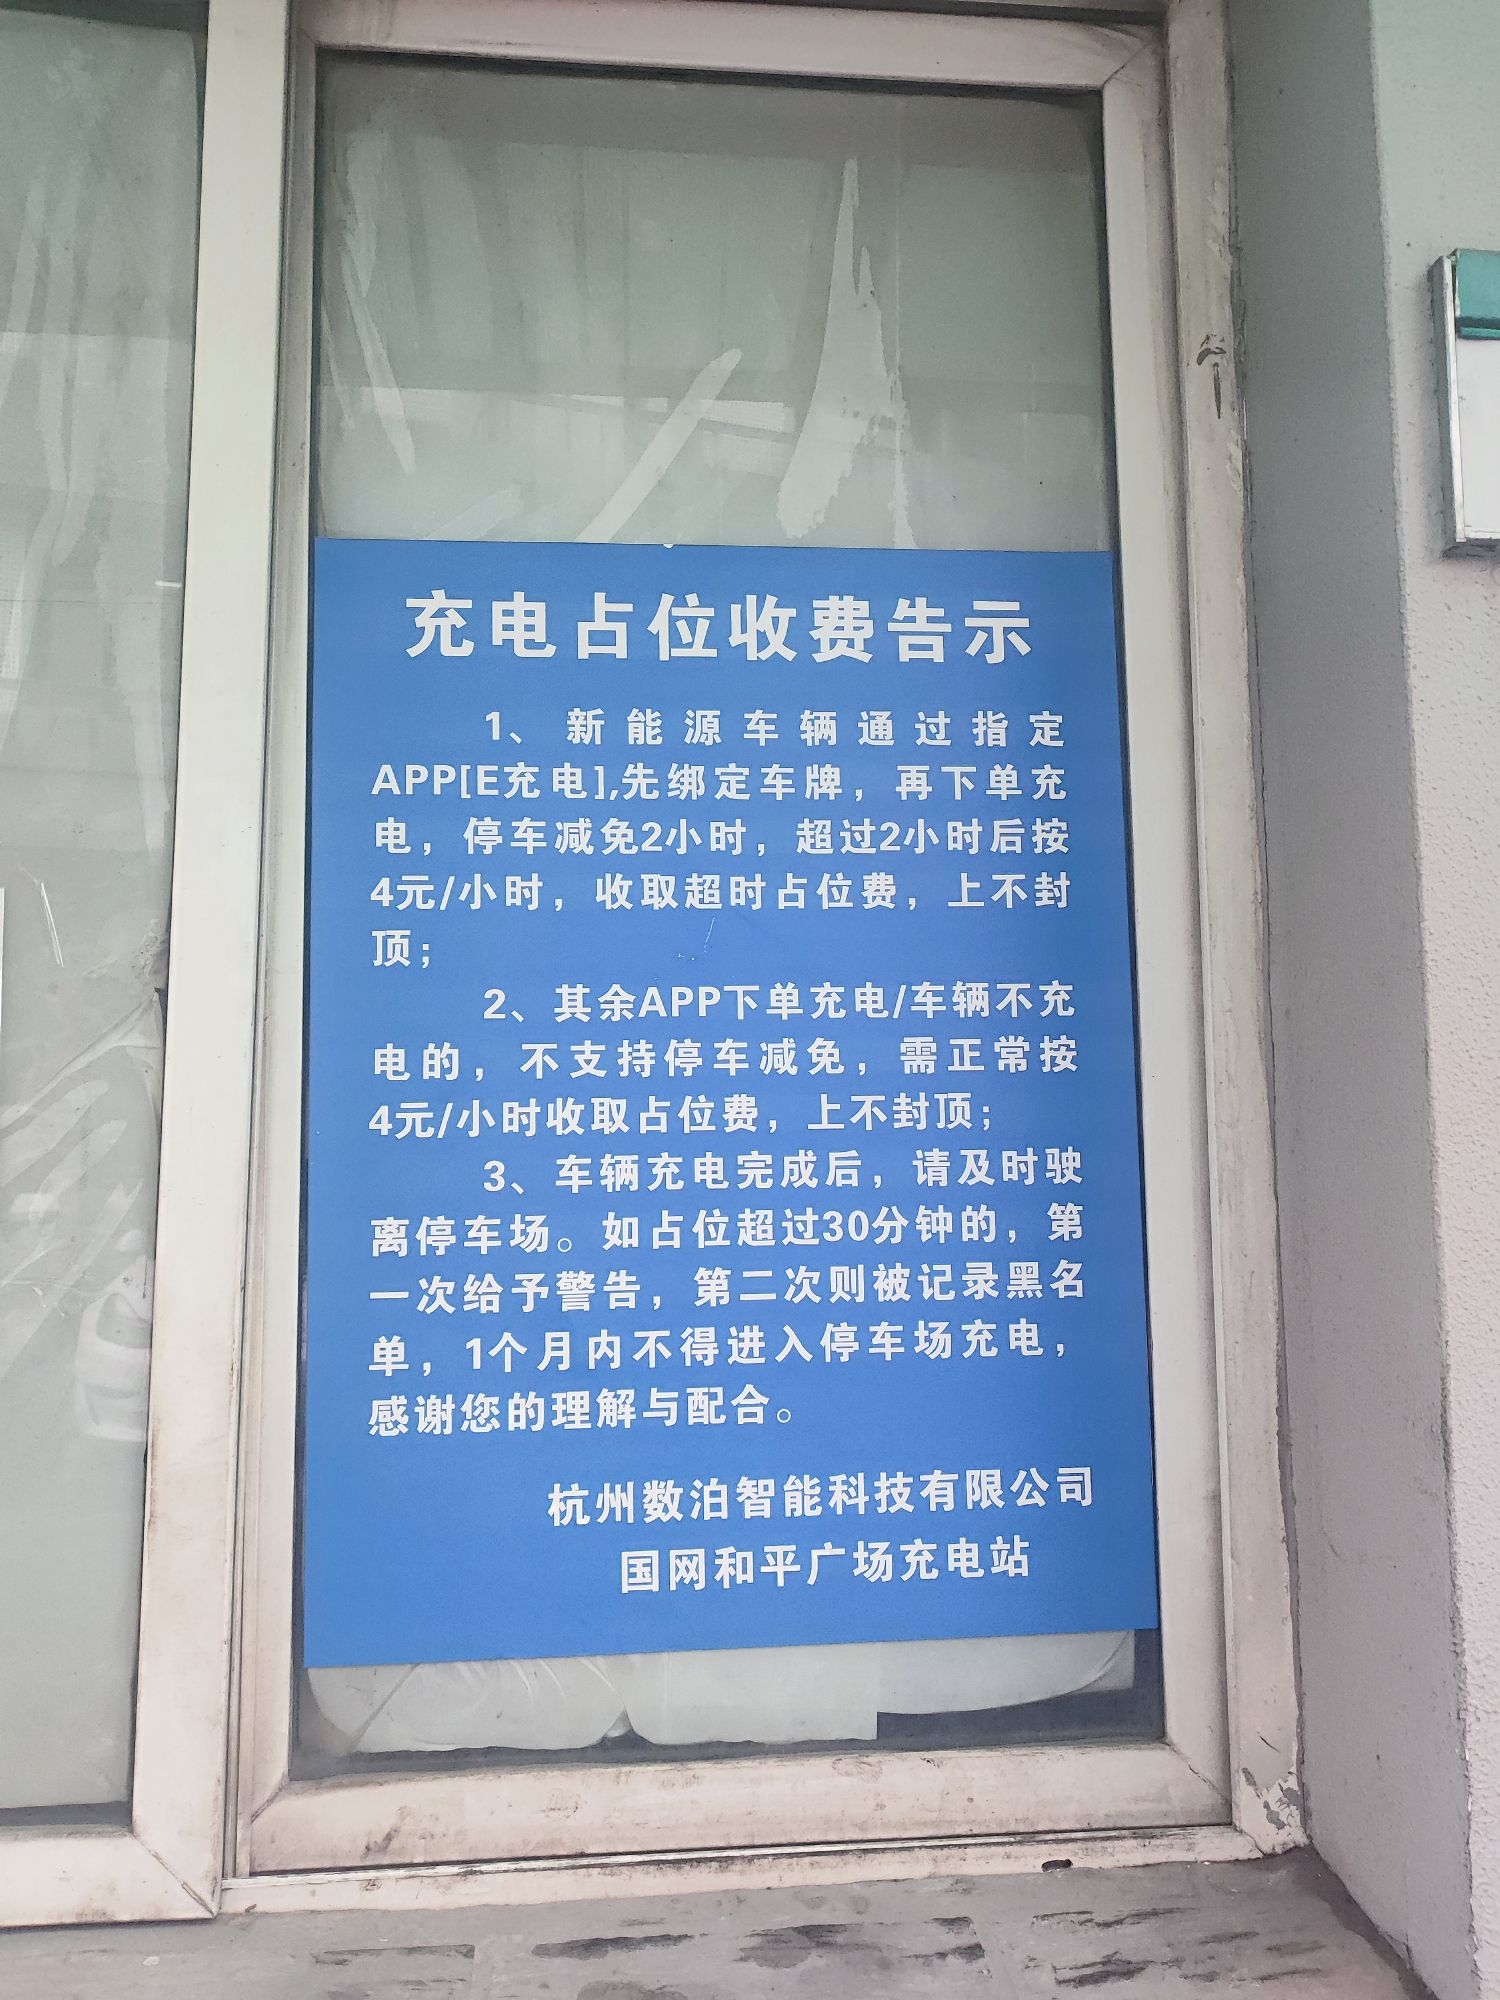 充电占位收费告示
1、新能源车辆通过指定
APP[E充电],先绑定车牌，再下单充
电，停车减免2小时，超过2小时后按
4元/小时，收取超时占位费，上不封
顶；
2、其余APP下单充电/车辆不充
电的，不支持停车减免，需正常按
4元/小时收取占位费，上不封顶；
3、车辆充电完成后，请及时驶
离停车场。如占位超过30分钟的，第
一次给予警告，第二次则被记录黑名
单，1个月内不得进入停车场充电，
感谢您的理解与配合。
杭州数泊智能科技有限公司
国网和平广场充电站